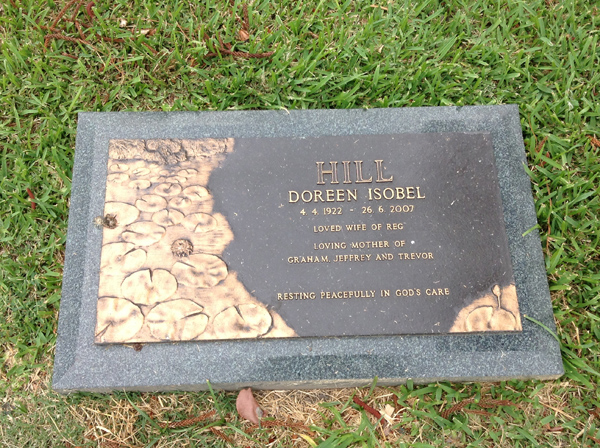 HILL
DOREEN ISOBEL
4. 4. 1922 - 26. 6. 2007
LOVED WIFE OF REG
LOVING MOTHER OF
GRAHAM, JEFFREY AND TREVOR
RESTING PEACEFULLY IN GOD'S CARE